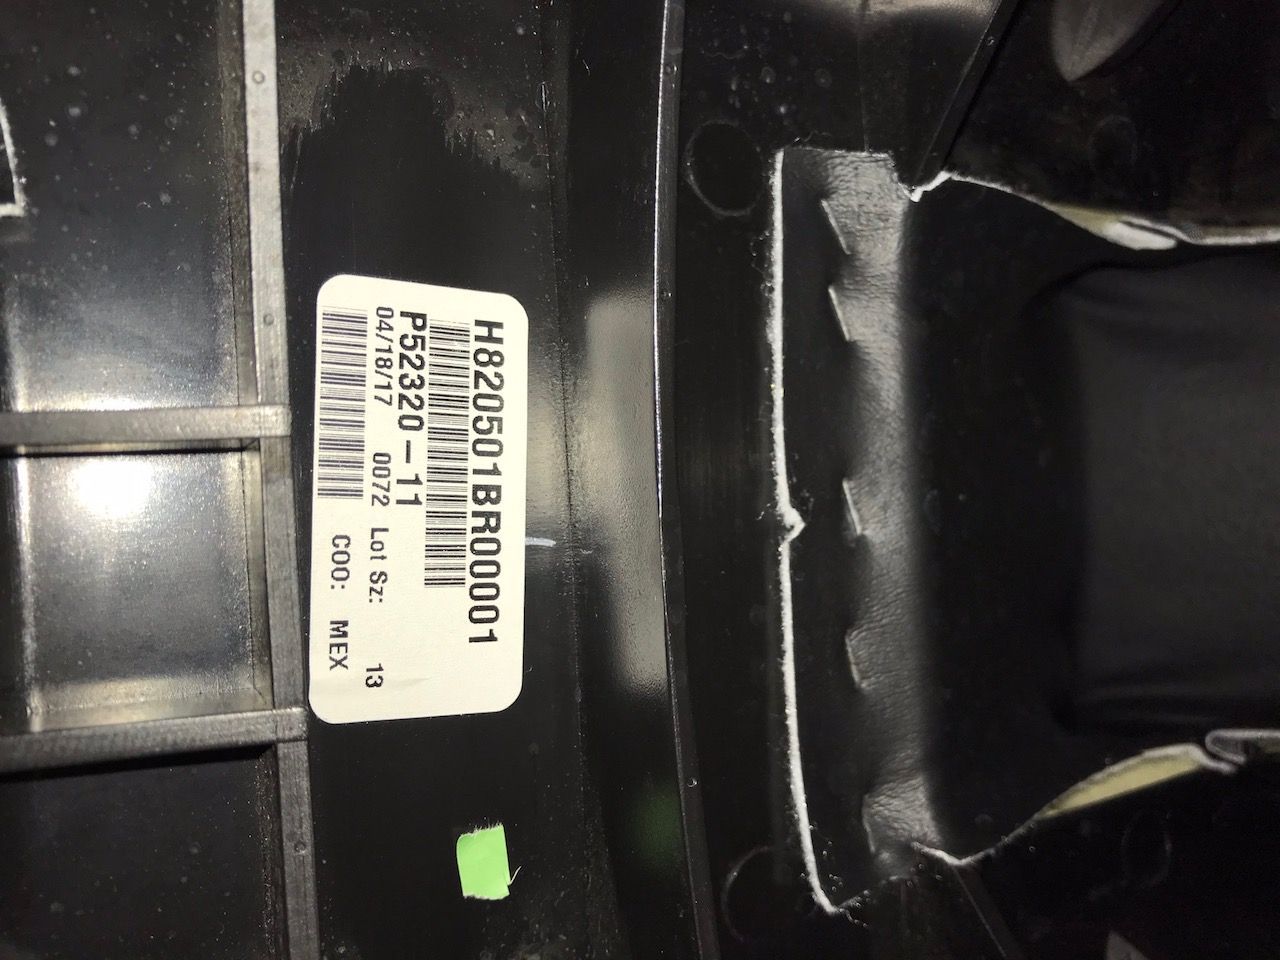 H820501BR00001
P52320-11
04/18/17 0072 Lot Sz: 13
COO: MEX